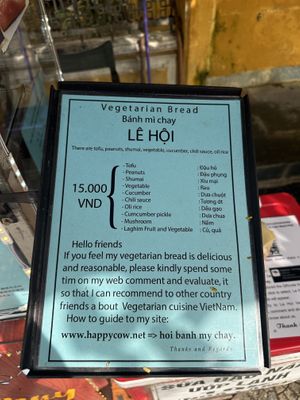 Vegetarian Bread
Bánh mì chay
LÊ HỘI
There are tofu, peanuts, shumai, vegetable, cucumber, chili sauce, oil rice
15.000
VND
- Tofu - Đậu hủ
- Peanuts - Đậu phụng
- Shumai - Xíu mại
- Vegetable - Rau
- Cucumber - Dưa chuột
- Chili sauce - Tương ớt
- Oli rice - Dầu gạo
- Cumcumber pickle - Dưa chua
- Mushroom - Nấm
- Laghim Fruit and Vegetable - Củ, quả
Hello friends
If you feel my vegetarian bread is delicious
and reasonable, please kindly spend some
tim on my web comment and evaluate, it
so that I can recommend to other country
friends a bout Vegetarian cuisine VietNam.
How to guide to my site:
www.happycow.net => hoi banh my chay.
Thanks and Regards